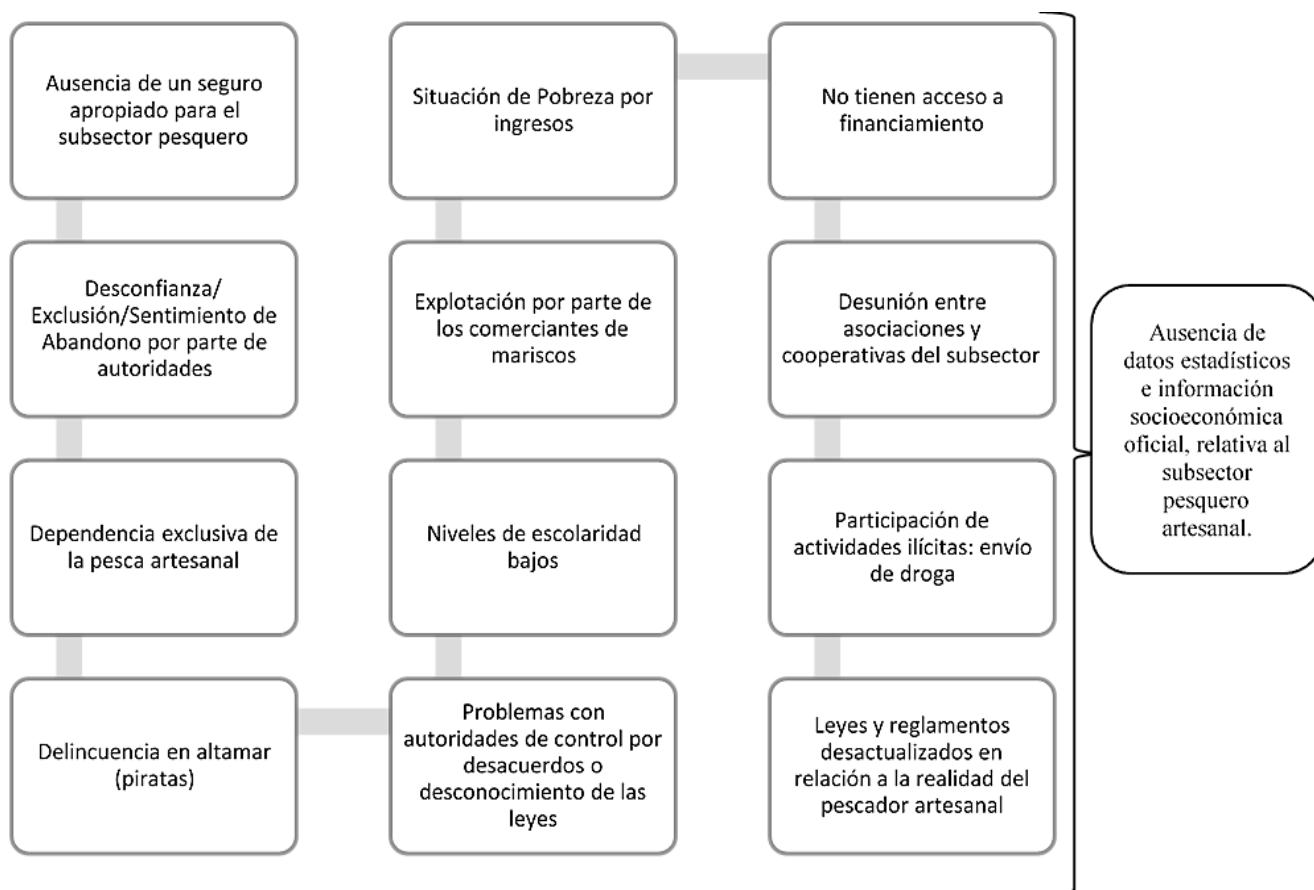 Ausencia de un seguro
apropiado para el
subsector pesquero
Desconfianza/
Exclusión/Sentimiento de
Abandono por parte de
autoridades
Dependencia exclusiva de
la pesca artesanal
Delincuencia en altamar
(piratas)
Problemas con
autoridades de control por
desacuerdos o
desconocimiento de las
leyes
Niveles de escolaridad
bajos
Explotación por parte de
los comerciantes de
mariscos
Situación de Pobreza por
ingresos
No tienen acceso a
financiamiento
Desunión entre
asociaciones y
cooperativas del subsector
Participación de
actividades ilícitas: envío
de droga
Leyes y reglamentos
desactualizados en
relación a la realidad del
pescador artesanal
Ausencia de
datos estadísticos
e información
socioeconómica
oficial, relativa al
subsector
pesquero
artesanal.